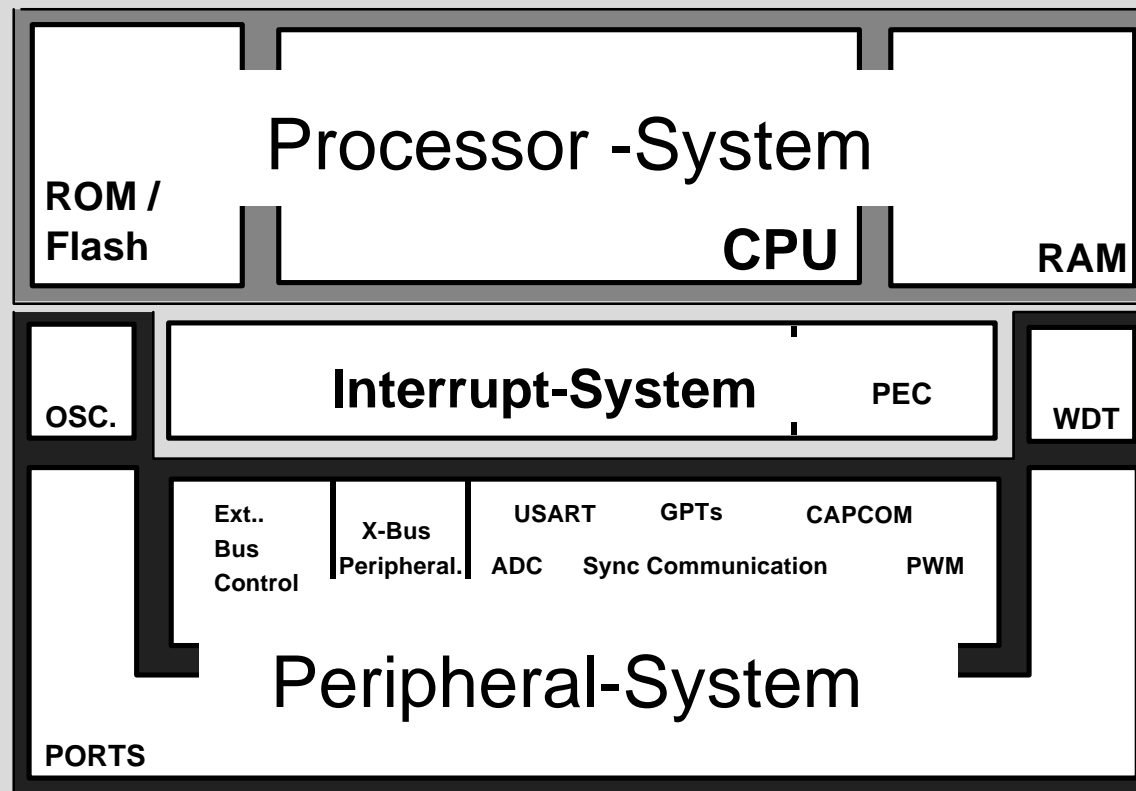 Processor -System
ROM /
Flash
CPU
RAM
OSC.
Interrupt-System
PEC
WDT
Ext..
Bus
Control
X-Bus
Peripheral.
USART
GPTs
CAPCOM
ADC
Sync Communication
PWM
Peripheral-System
PORTS